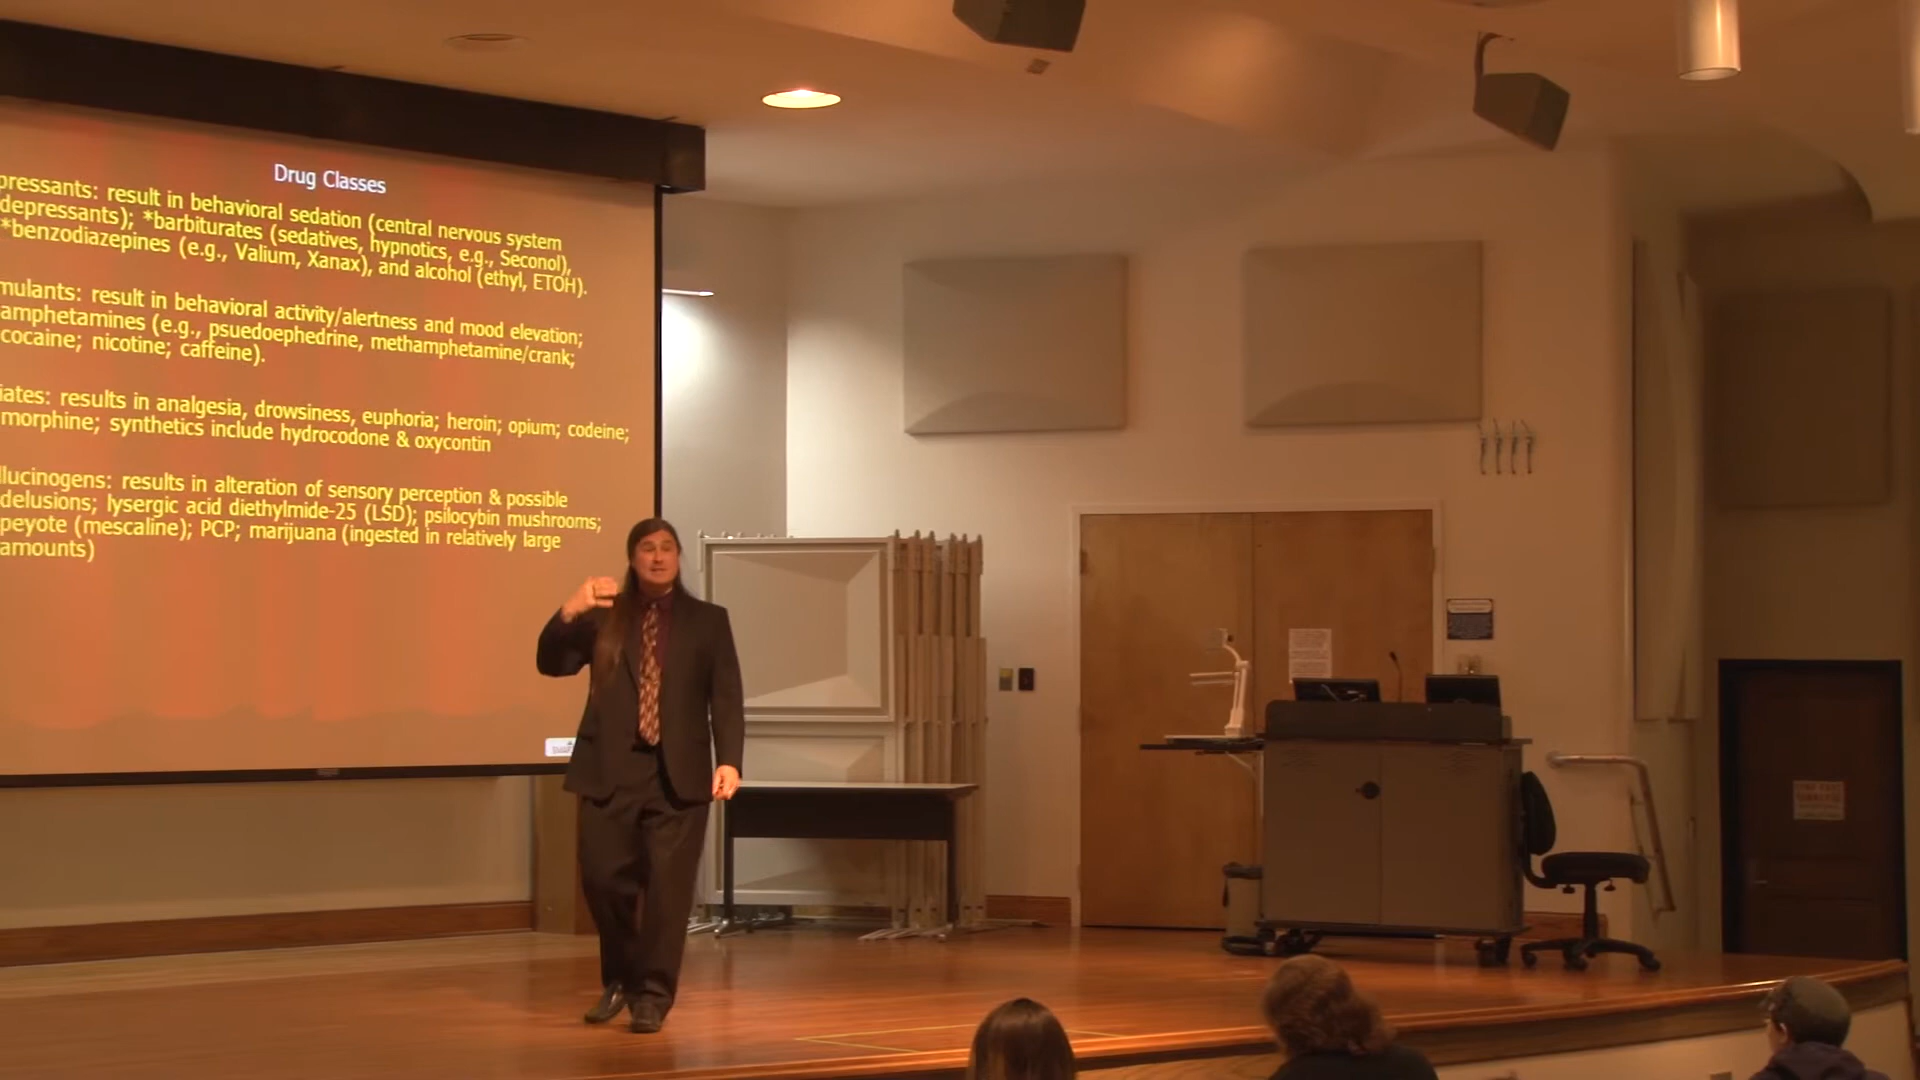 Drug Classes
pressants: result in behavioral sedation (central nervous system
depressants); *barbiturates (sedatives, hypnotics, e.g., Seconol),
*benzodiazepines (e.g., Valium, Xanax), and alcohol (ethyl, ETOH).
mulants: result in behavioral activity/alertness and mood elevation;
amphetamines (e.g., psuedoephedrine, methamphetamine/crank;
cocaine; nicotine; caffeine).
iates: results in analgesia, drowsiness, euphoria; heroin; opium; codeine;
morphine; synthetics include hydrocodone & oxycontin
llucinogens: results in alteration of sensory perception & possible
delusions; lysergic acid diethylmide-25 (LSD); psilocybin mushrooms;
peyote (mescaline); PCP; marijuana (ingested in relatively large
amounts)